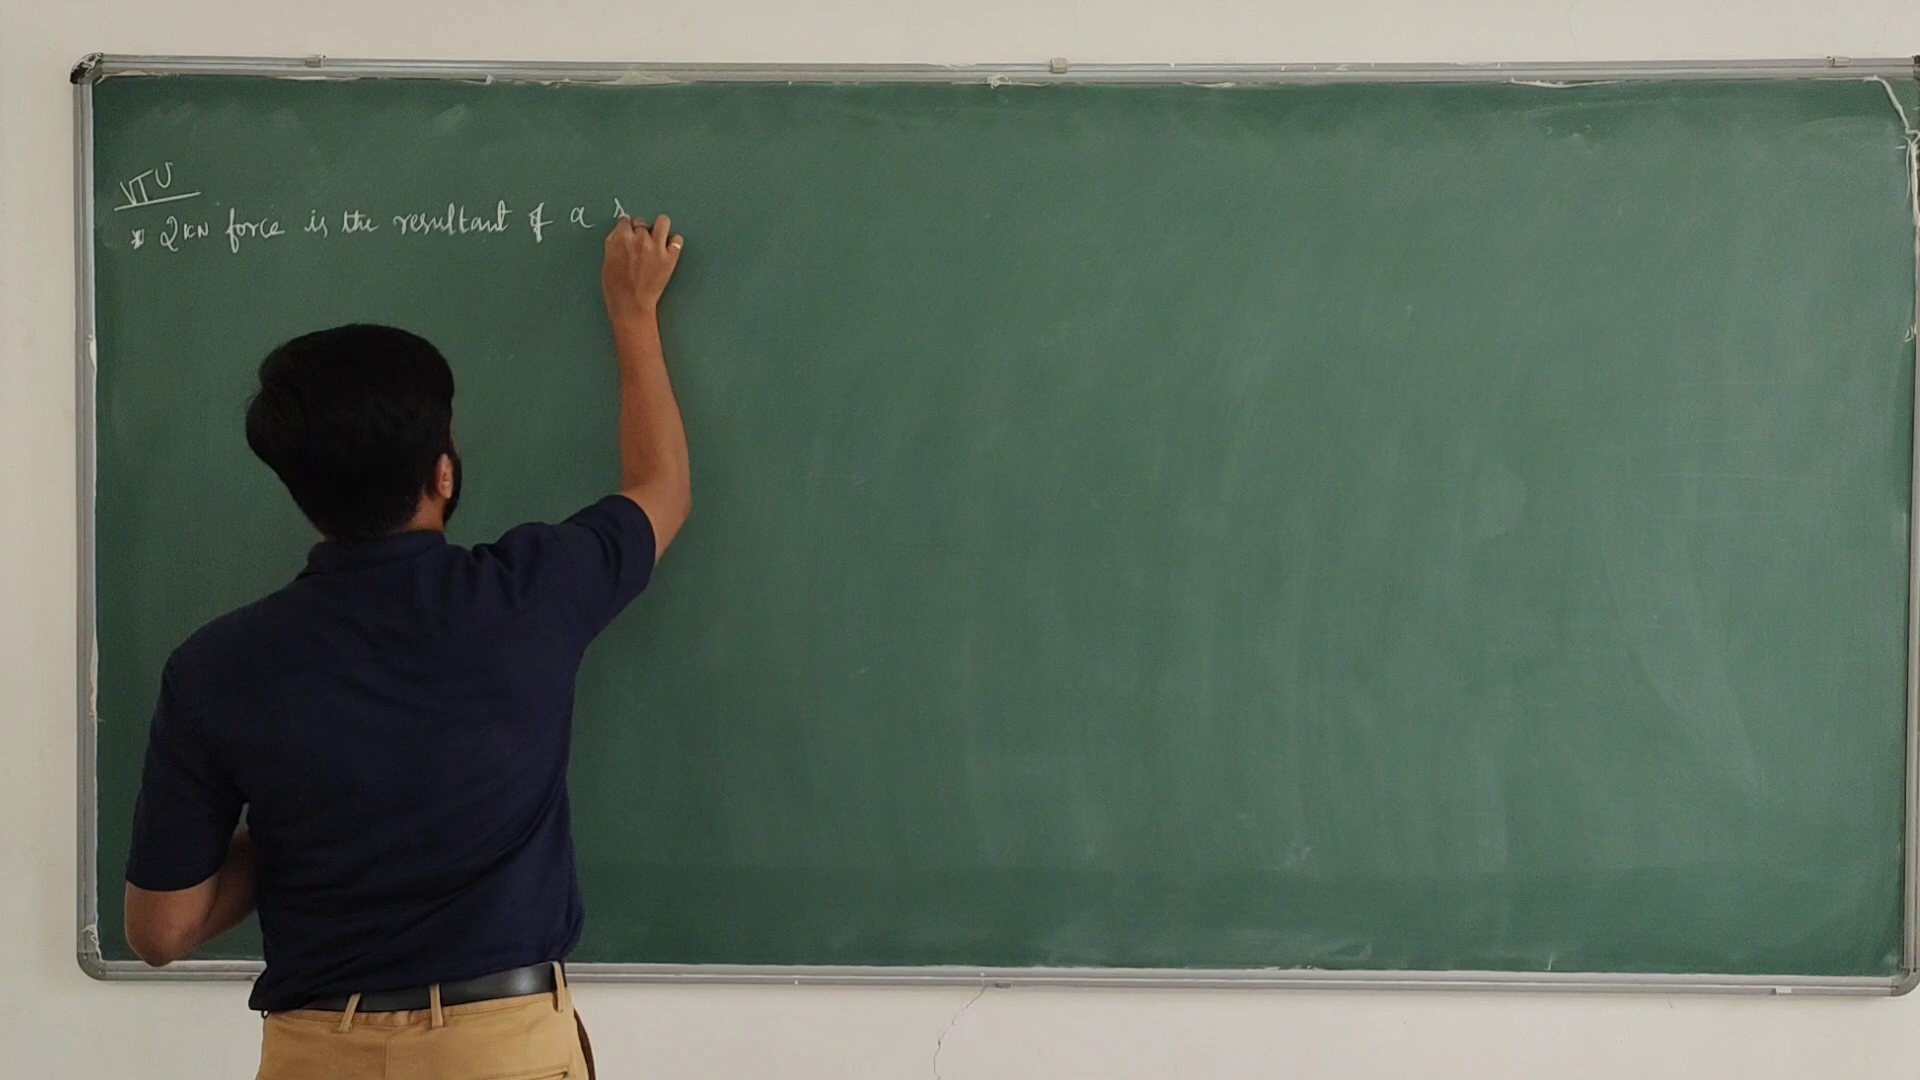 VTU
* 2KN force is the resultant of a